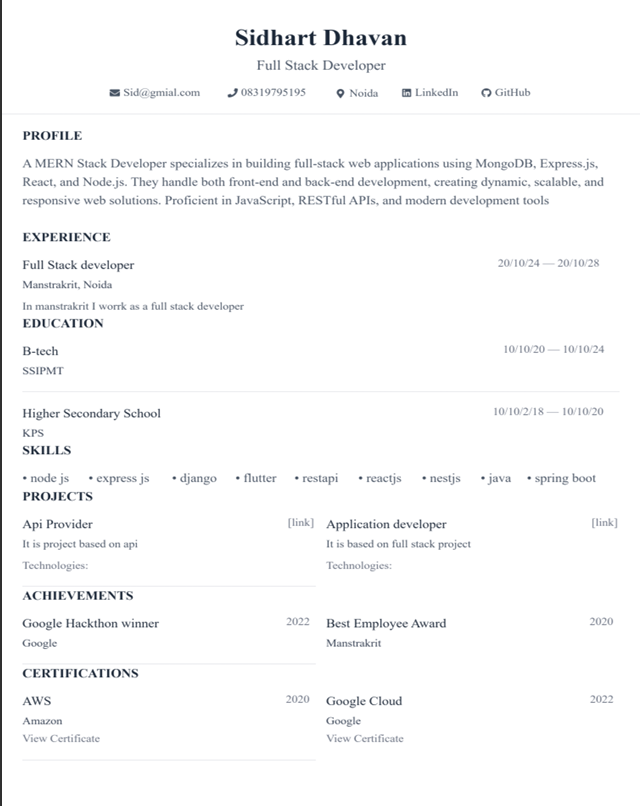 Sidhart Dhavan
Full Stack Developer
Sid@gmial.com 08319795195 Noida LinkedIn GitHub
PROFILE
A MERN Stack Developer specializes in building full-stack web applications using MongoDB, Express.js,
React, and Node.js. They handle both front-end and back-end development, creating dynamic, scalable, and
responsive web solutions. Proficient in JavaScript, RESTful APIs, and modern development tools
EXPERIENCE
Full Stack developer 20/10/24 — 20/10/28
Manstrakrit, Noida
In manstrakrit I worrk as a full stack developer
EDUCATION
B-tech 10/10/20 — 10/10/24
SSIPMT
Higher Secondary School 10/10/2/18 — 10/10/20
KPS
SKILLS
• node js • express js • django • flutter • restapi • reactjs • nestjs • java • spring boot
PROJECTS
Api Provider [link] Application developer [link]
It is project based on api It is based on full stack project
Technologies: Technologies:
ACHIEVEMENTS
Google Hackthon winner 2022 Best Employee Award 2020
Google Manstrakrit
CERTIFICATIONS
AWS 2020 Google Cloud 2022
Amazon Google
View Certificate View Certificate